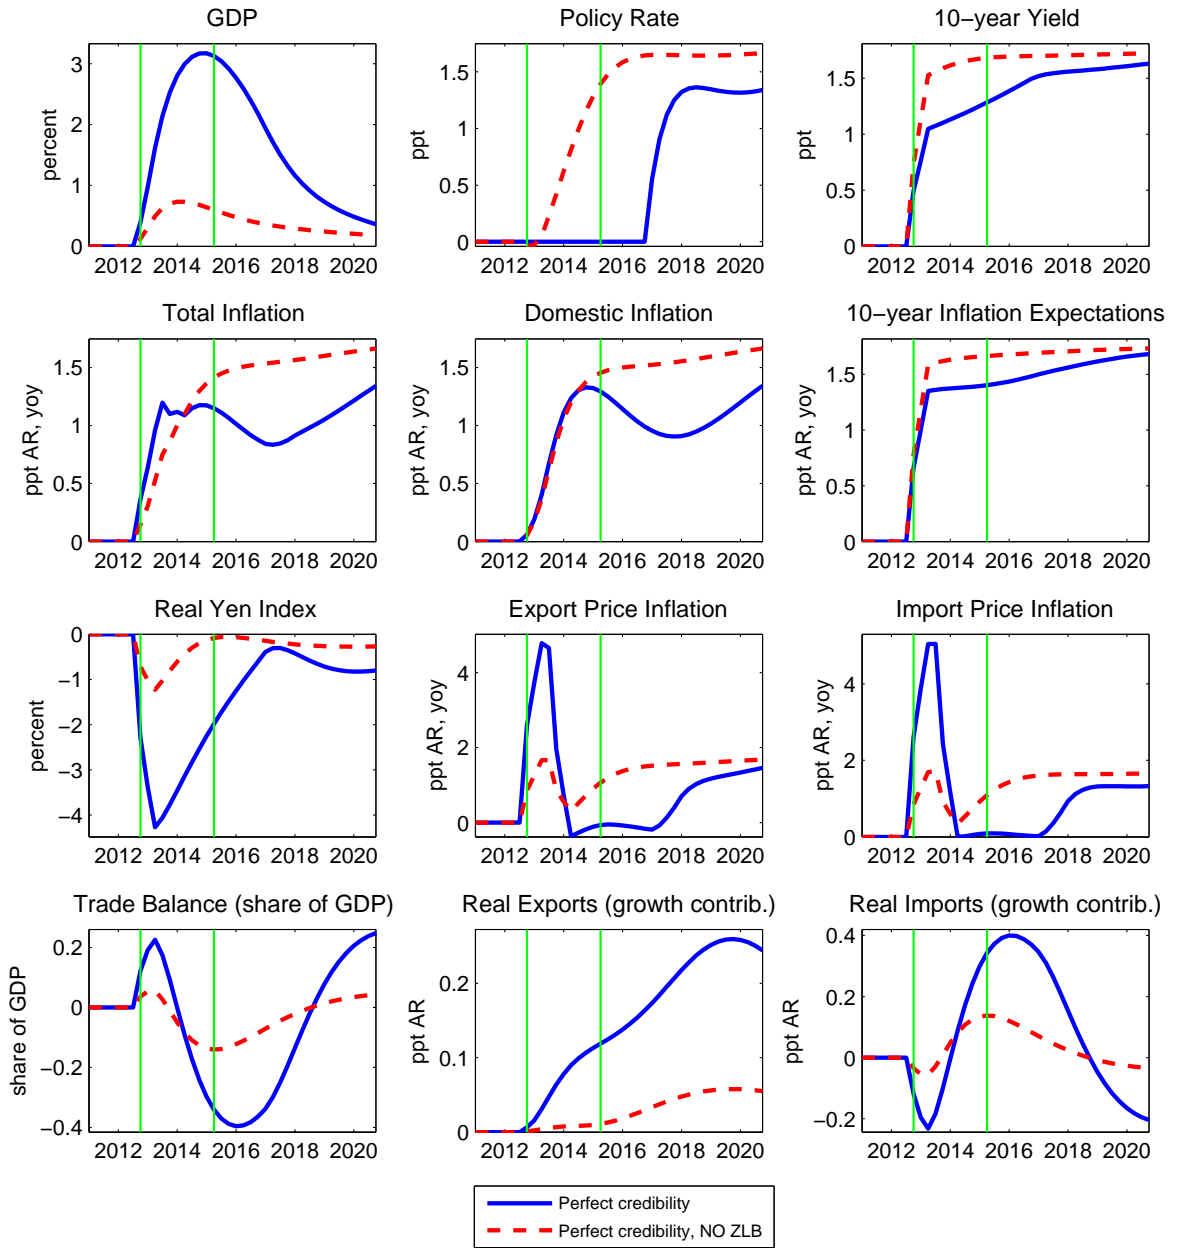 GDP Policy Rate 10−year Yield
percent
3
2
1
0
2012 2014 2016 2018 2020
ppt
1.5
1
0.5
0
2012 2014 2016 2018 2020
ppt
1.5
1
0.5
0
2012 2014 2016 2018 2020
Total Inflation Domestic Inflation 10−year Inflation Expectations
ppt AR, yoy
1.5
1
0.5
0
2012 2014 2016 2018 2020
ppt AR, yoy
1.5
1
0.5
0
2012 2014 2016 2018 2020
ppt AR, yoy
1.5
1
0.5
0
2012 2014 2016 2018 2020
Real Yen Index Export Price Inflation Import Price Inflation
percent
0
−1
−2
−3
−4
2012 2014 2016 2018 2020
ppt AR, yoy
4
2
0
2012 2014 2016 2018 2020
ppt AR, yoy
4
2
0
2012 2014 2016 2018 2020
Trade Balance (share of GDP) Real Exports (growth contrib.) Real Imports (growth contrib.)
share of GDP
0.2
0
−0.2
−0.4
2012 2014 2016 2018 2020
ppt AR
0.2
0.1
0
2012 2014 2016 2018 2020
ppt AR
0.4
0.2
0
−0.2
2012 2014 2016 2018 2020
Perfect credibility
Perfect credibility, NO ZLB